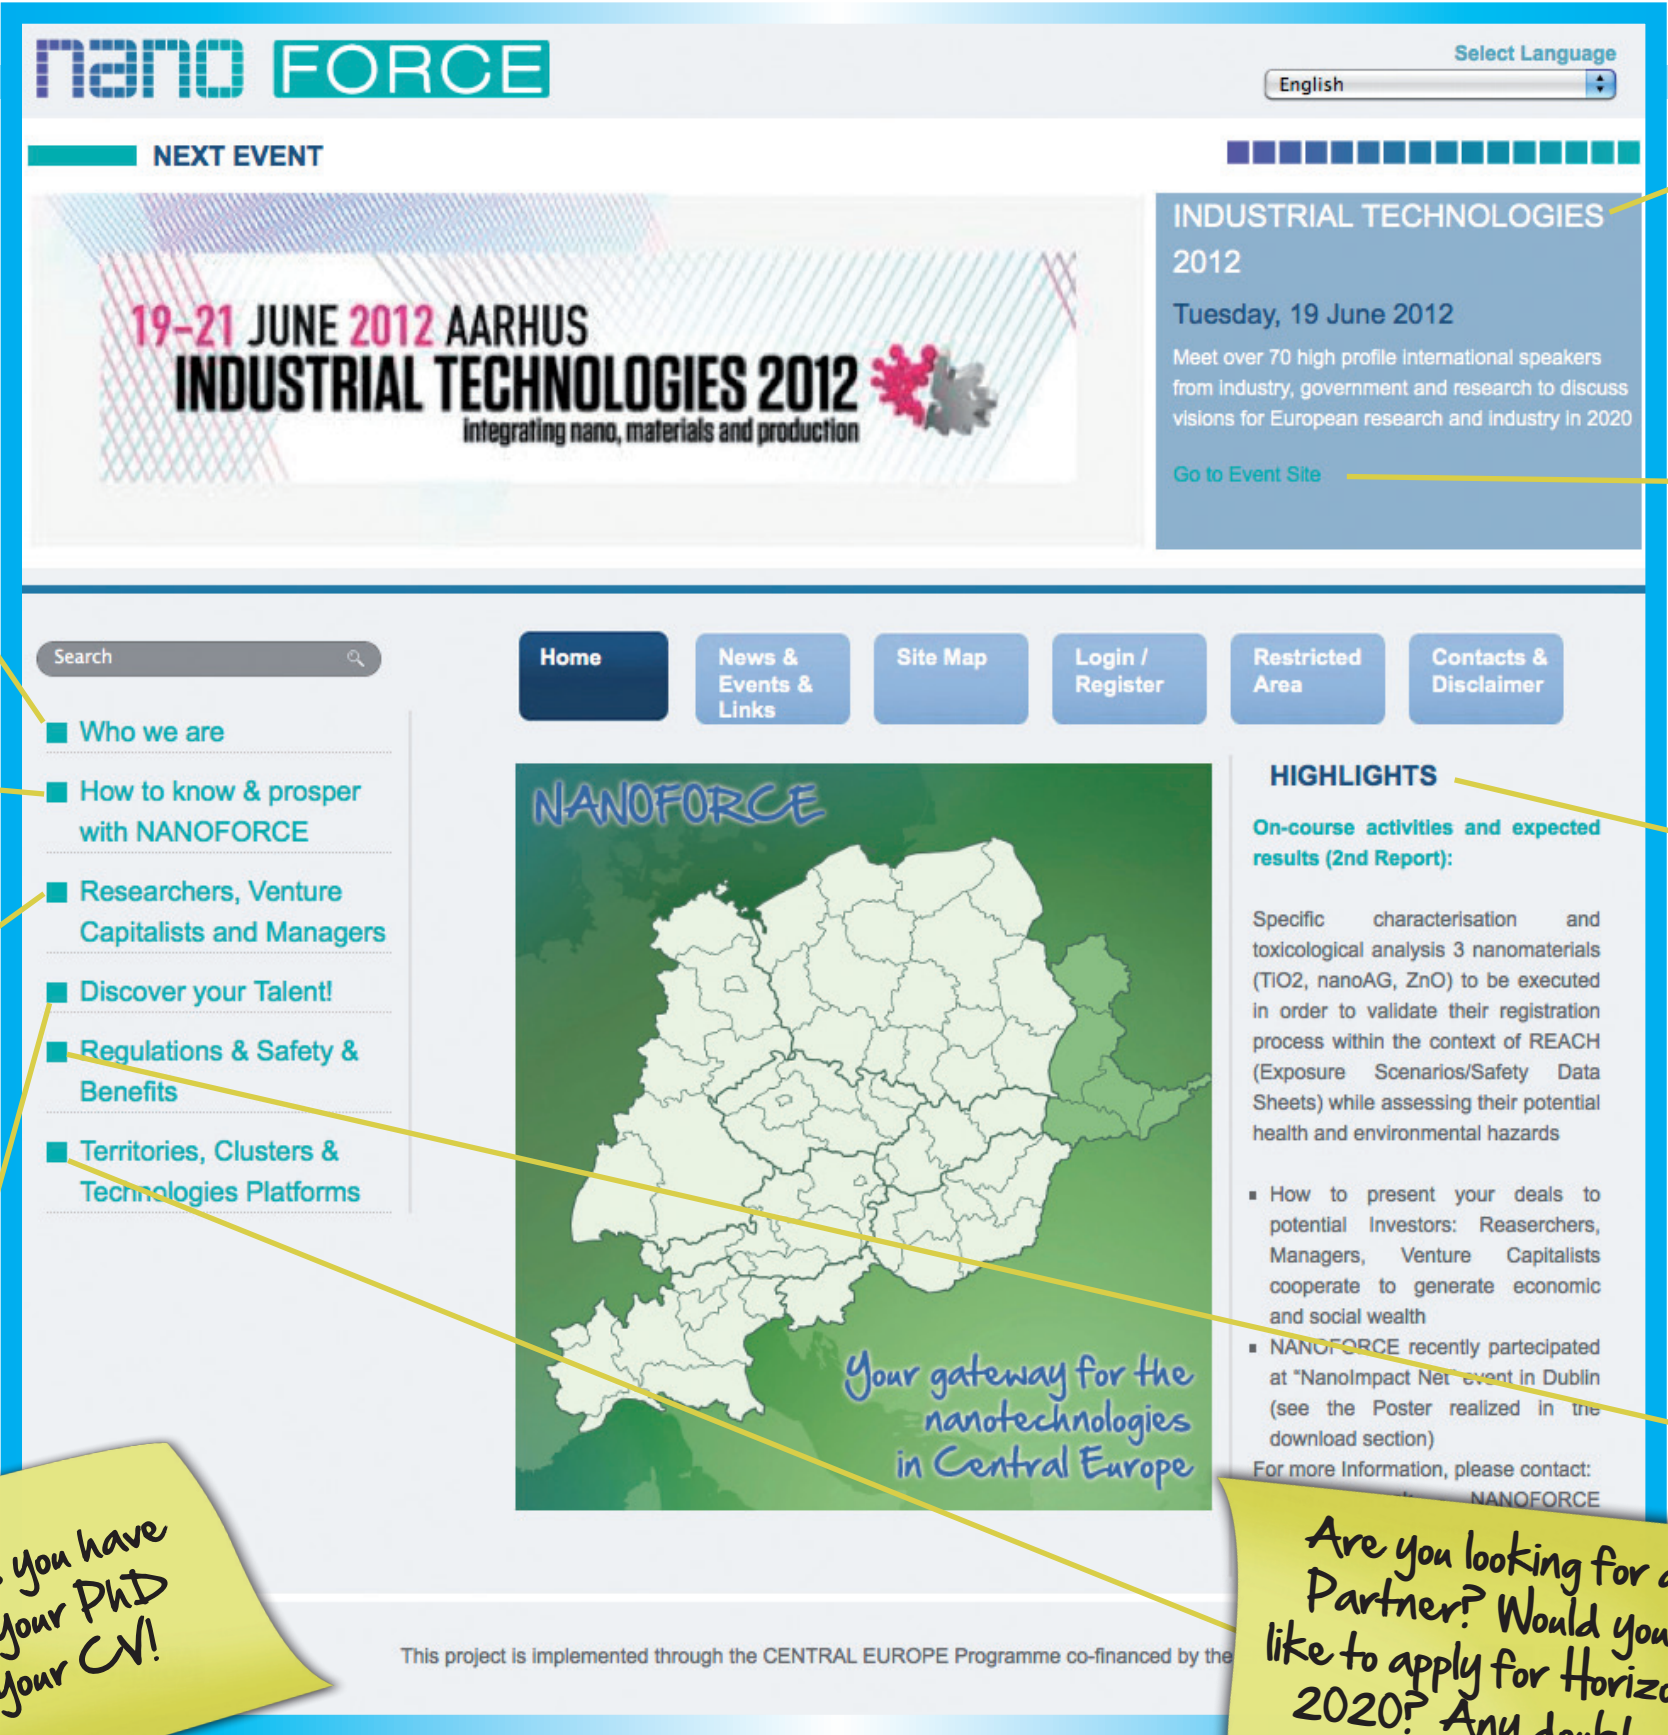 nano FORCE
Select Language
English
NEXT EVENT
19-21 JUNE 2012 AARHUS
INDUSTRIAL TECHNOLOGIES 2012
integrating nano, materials and production
INDUSTRIAL TECHNOLOGIES
2012
Tuesday, 19 June 2012
Meet over 70 high profile international speakers
from industry, government and research to discuss
visions for European research and industry in 2020
Go to Event Site
Search
Who we are
How to know & prosper
with NANOFORCE
Researchers, Venture
Capitalists and Managers
Discover your Talent!
Regulations & Safety &
Benefits
Territories, Clusters &
Technologies Platforms
Home
News &
Events &
Links
Site Map
Login /
Register
Restricted
Area
Contacts &
Disclaimer
NANOFORCE
Your gateway for the
nanotechnologies
in Central Europe
HIGHLIGHTS
On-course activities and expected
results (2nd Report):
Specific characterisation and
toxicological analysis 3 nanomaterials
(TiO2, nanoAG, ZnO) to be executed
in order to validate their registration
process within the context of REACH
(Exposure Scenarios/Safety Data
Sheets) while assessing their potential
health and environmental hazards
How to present your deals to
potential Investors: Reaserchers,
Managers, Venture Capitalists
cooperate to generate economic
and social wealth
NANOFORCE recently partecipated
at "NanoImpact Net" event in Dublin
(see the Poster realized in the
download section)
For more Information, please contact:
NANOFORCE
you have
your PhD
your CV!
This project is implemented through the CENTRAL EUROPE Programme co-financed by the
Are you looking for a
Partner? Would you
like to apply for Horizo
2020? Any